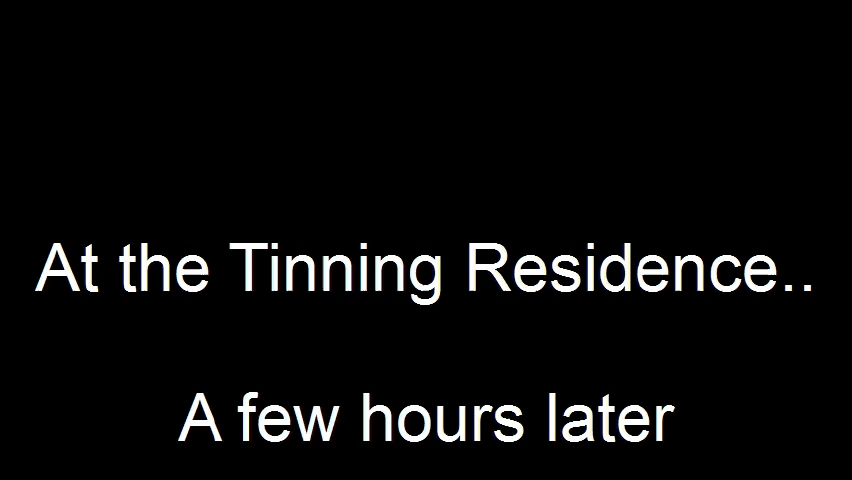 At the Tinning Residence..
A few hours later